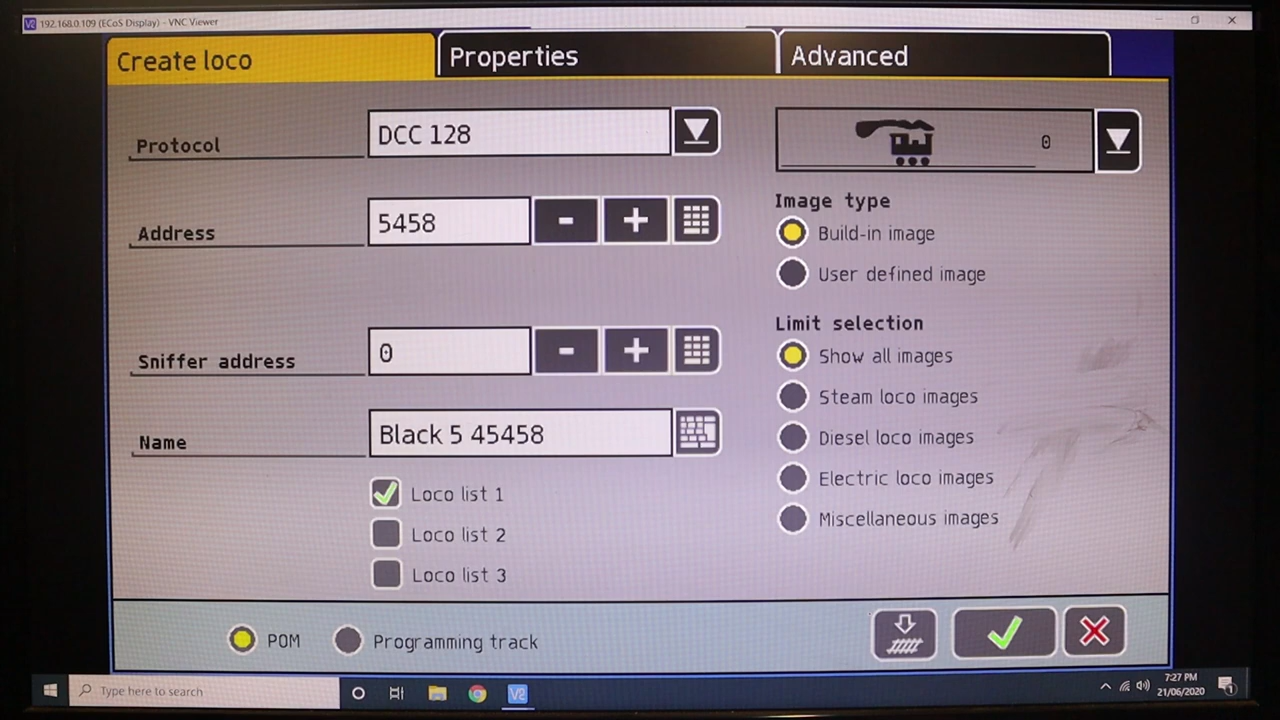 192.168.0.109 (ECoS Display) - VNC Viewer
Create loco
Properties
Advanced
Protocol
DCC 128
0
Address
5458
Image type
Build-in image
User defined image
Sniffer address
0
Limit selection
Show all images
Steam loco images
Diesel loco images
Electric loco images
Miscellaneous images
Name
Black 5 45458
Loco list 1
Loco list 2
Loco list 3
POM
Programming track
Type here to search
7:27 PM
21/06/2020
1